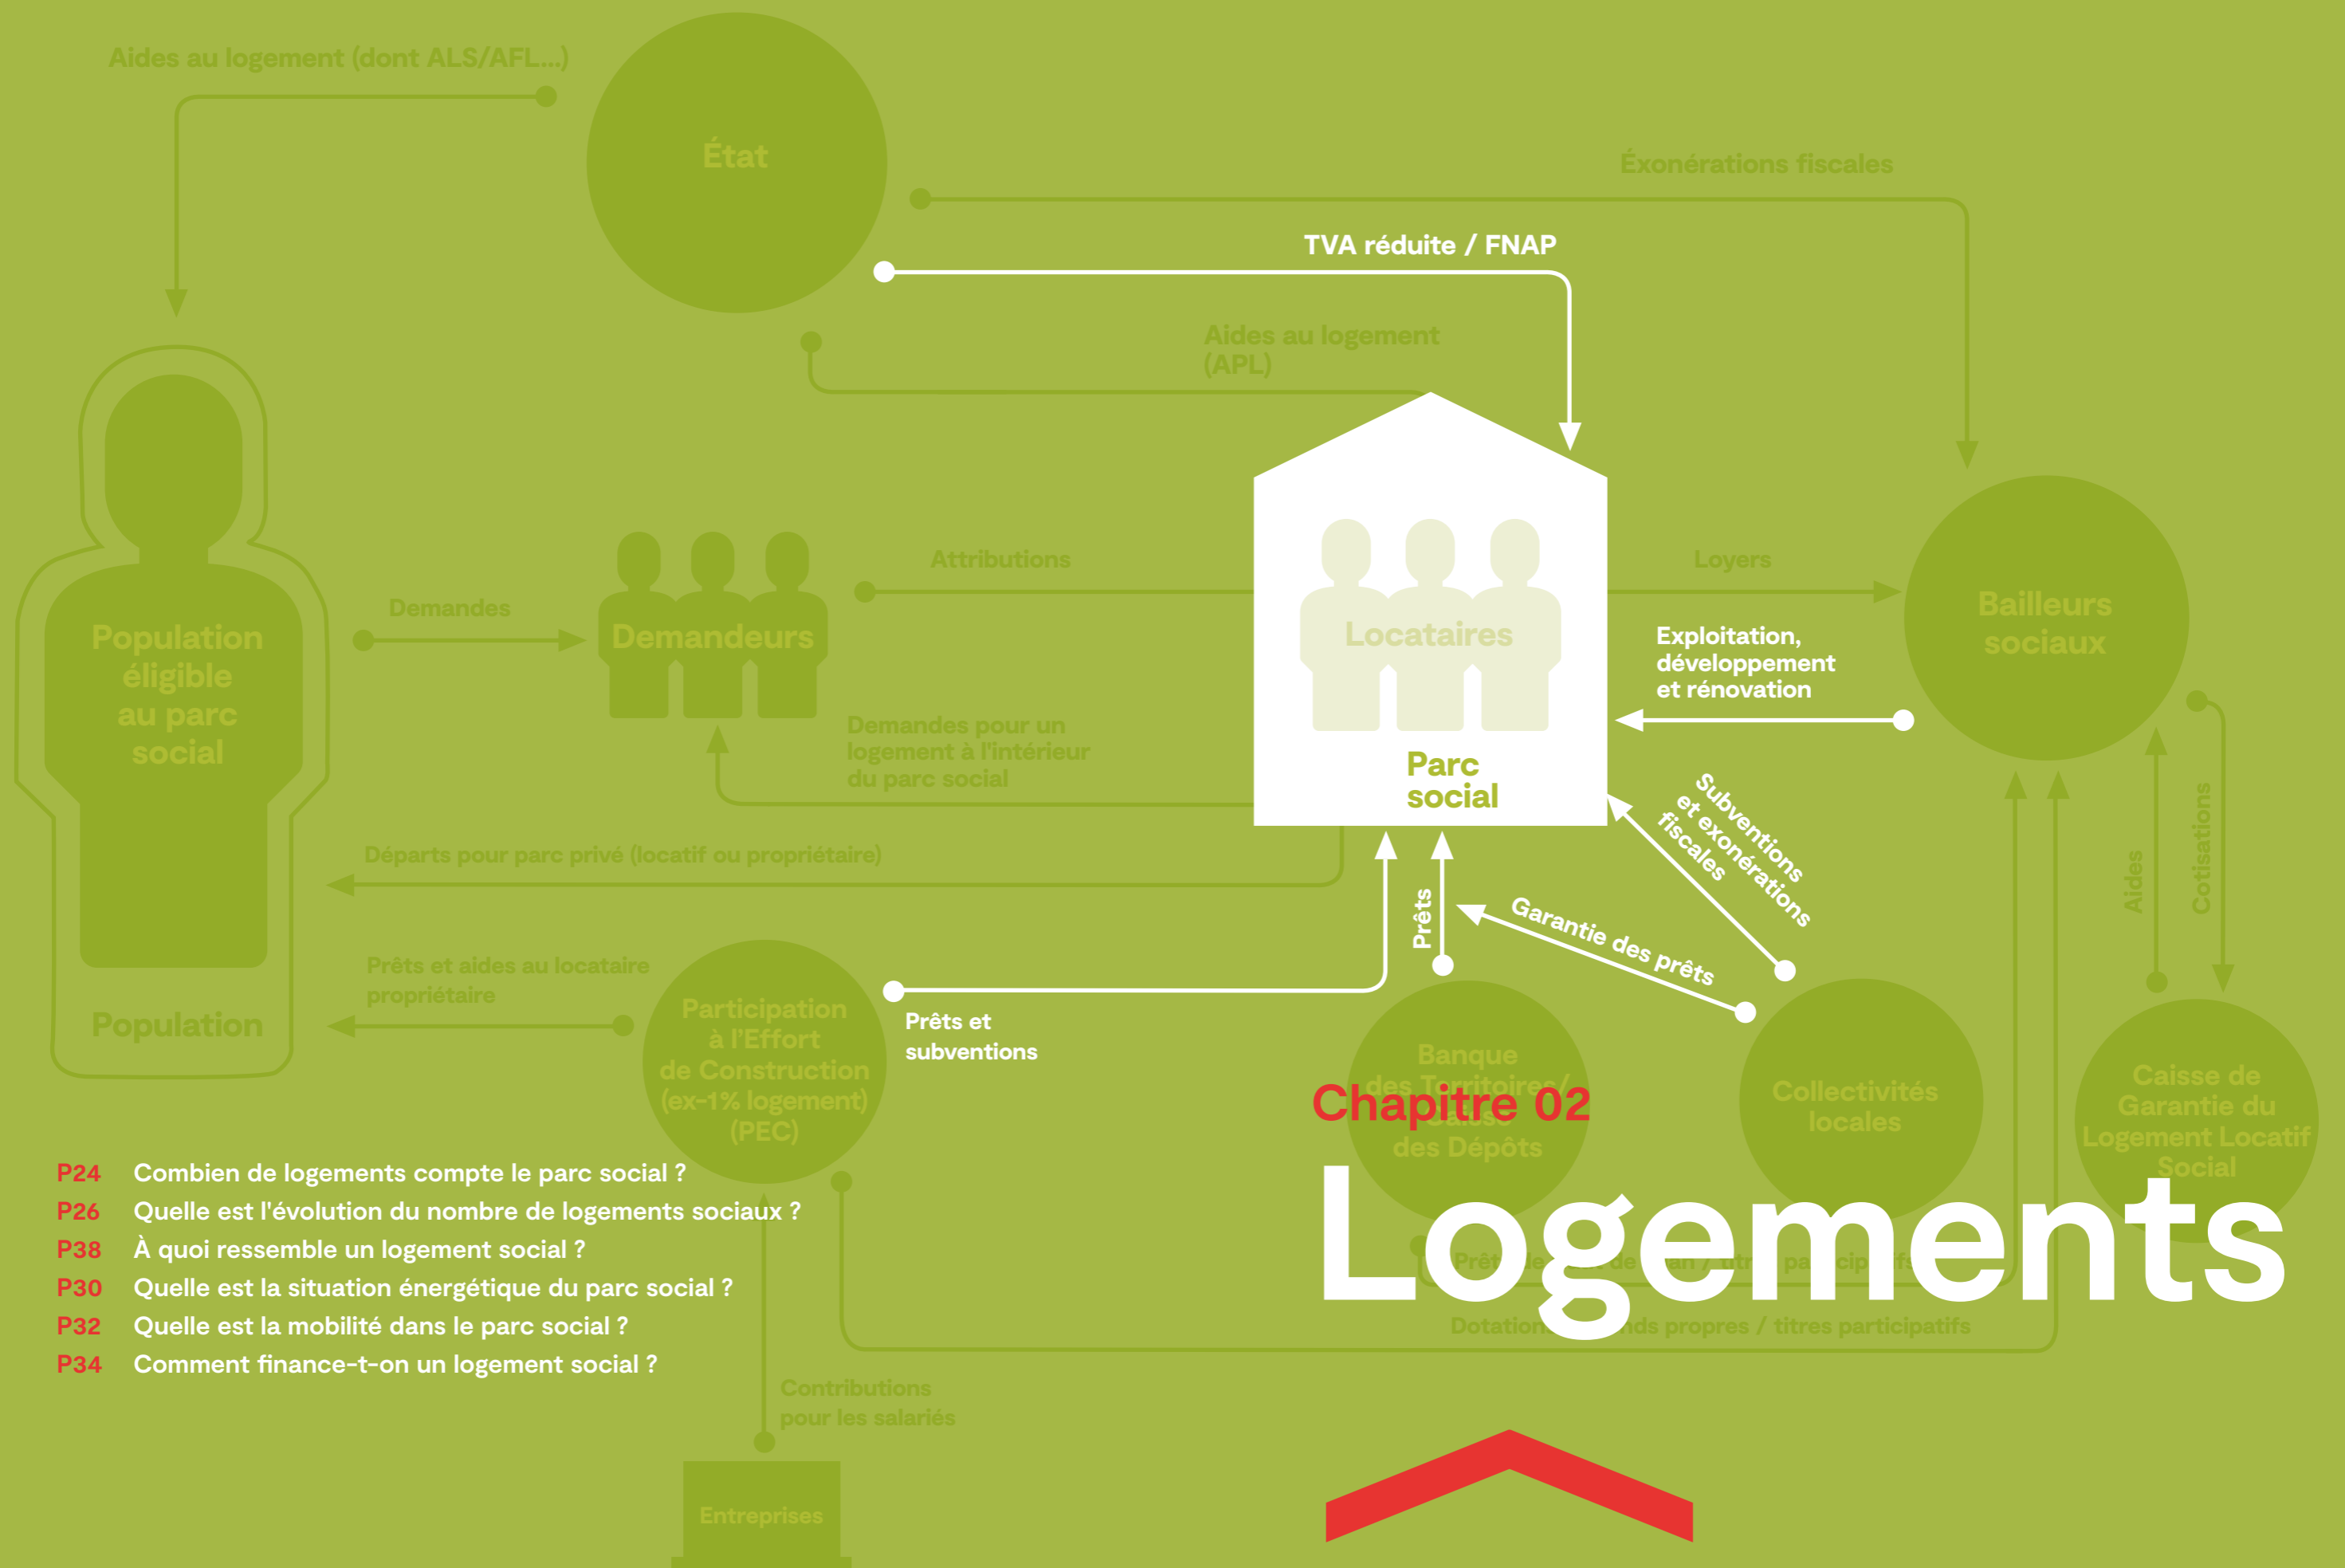 Aides au logement (dont ALS/AFL...)
État
Éxonérations fiscales
TVA réduite / FNAP
Aides au logement
(APL)
Attributions
Loyers
Demandes
Population
éligible
au parc
social
Demandeurs
Locataires
Bailleurs
sociaux
Exploitation,
développement
et rénovation
Demandes pour un
logement à l'intérieur
du parc social
Parc
social
Subventions
et exonérations
fiscales
Aides
Cotisations
Départs pour parc privé (locatif ou propriétaire)
Prêts
Garantie des prêts
Prêts et aides au locataire
propriétaire
Population
Participation
à l'Effort
de Construction
(ex-1% logement)
(PEC)
Prêts et
subventions
Banque
des Territoires/
des Dépôts
Collectivités
locales
Caisse de
Garantie du
Logement Locatif
Social
Chapitre 02
Logements
P24 Combien de logements compte le parc social ?
P26 Quelle est l'évolution du nombre de logements sociaux ?
P38 À quoi ressemble un logement social ?
P30 Quelle est la situation énergétique du parc social ?
P32 Quelle est la mobilité dans le parc social ?
P34 Comment finance-t-on un logement social ?
propres / titres participatifs
Contributions
pour les salariés
Entreprises